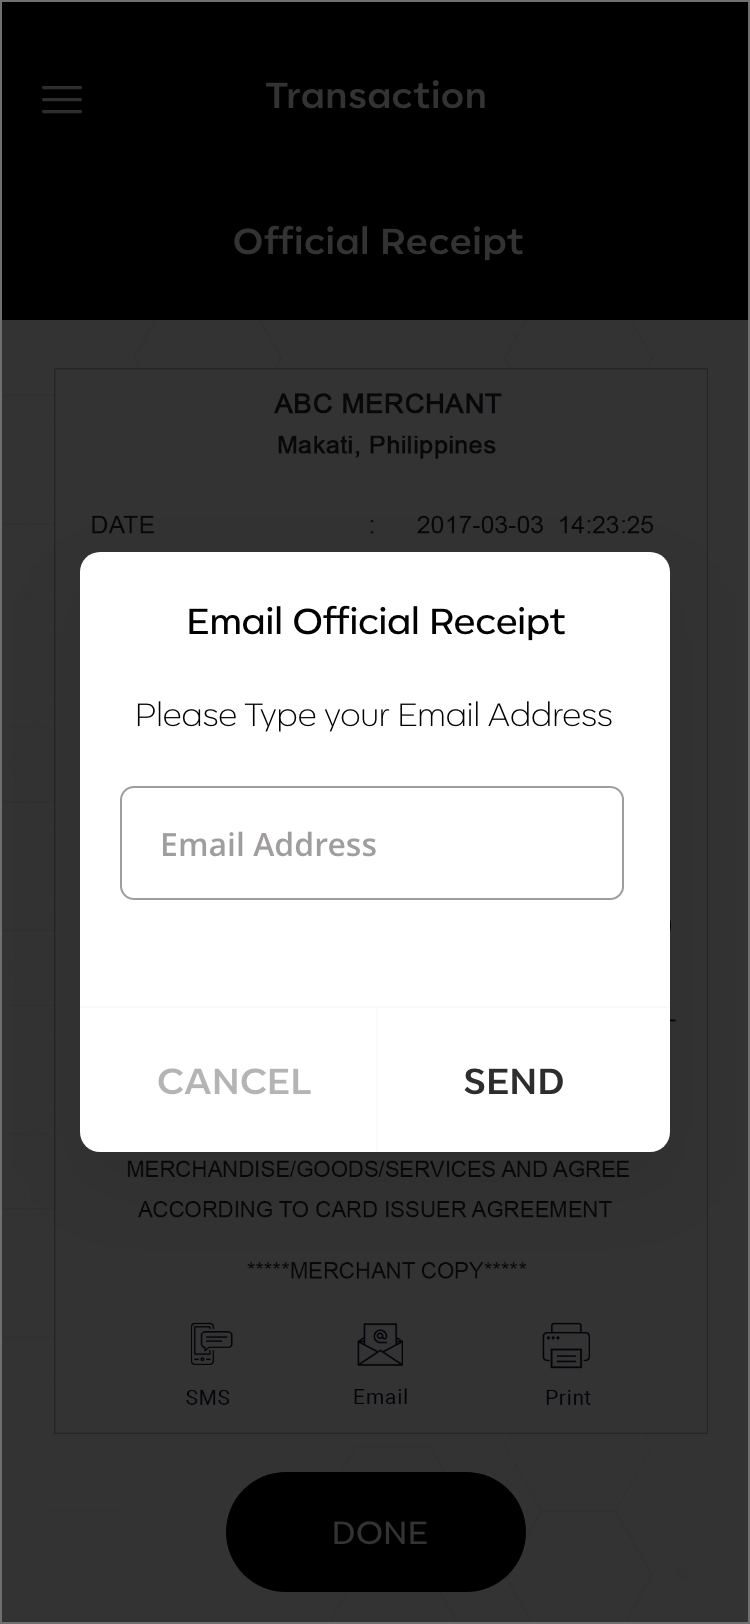 Transaction
Official Receipt
ABC MERCHANT
Makati, Philippines
DATE : 2017-03-03 14:23:25
Email Official Receipt
Please Type your Email Address
Email Address
CANCEL SEND
MERCHANDISE/GOODS/SERVICES AND AGREE
ACCORDING TO CARD ISSUER AGREEMENT
*****MERCHANT COPY*****
SMS Email Print
DONE